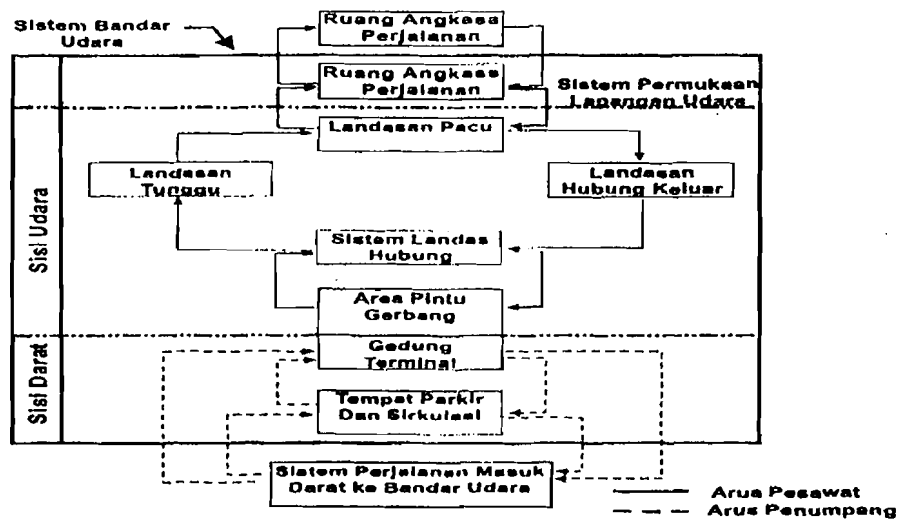 Sistem Bandar
Udara
Ruang Angkasa
Perjalanan
Ruang Angkasa
Perjalanan
Sistem Permukaan
Lapangan Udara
Landasan Pacu
Landasan
Tunggu
Landasan
Hubung Keluar
Sisi Udara
Sistem Landas
Hubung
Area Pintu
Gerbang
Sisi Darat
Gedung
Terminal
Tempat Parkir
Dan Sirkulasi
Sistem Perjalanan Masuk
Darat ke Bandar Udara
Arus Pesawat
Arus Penumpang